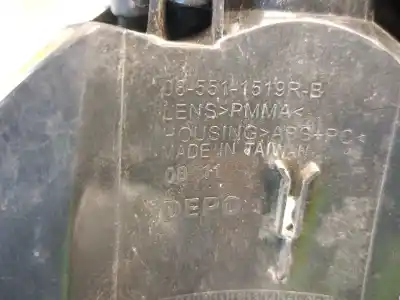 08-551-1519R-B
LENS>PMMA<
HOUSING>ABS+PC<
MADE IN TAIWAN
08 11
DEPO